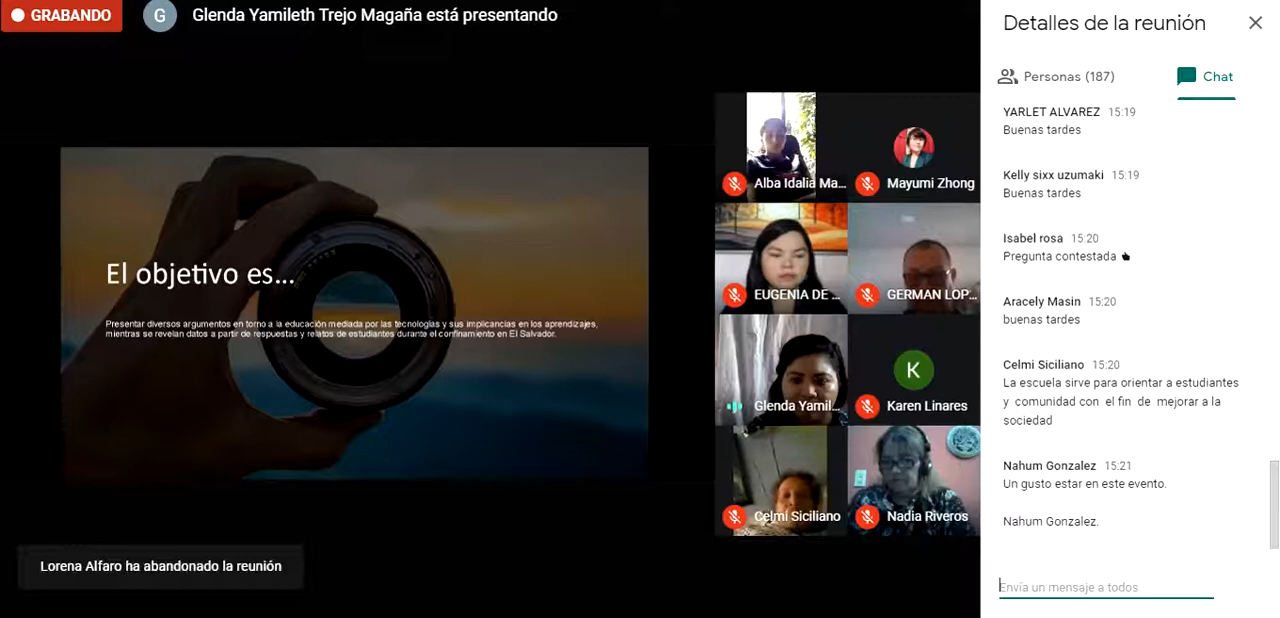 GRABANDO
G
Glenda Yamileth Trejo Magaña está presentando
El objetivo es...
Presentar diversos argumentos en torno a la educación mediada por las tecnologías y sus implicancias en los aprendizajes,
mientras se revelan datos a partir de respuestas y relatos de estudiantes durante el confinamiento en El Salvador.
Alba Idalia Ma...
Mayumi Zhong
EUGENIA DE ...
GERMAN LOP...
Glenda Yamil...
K
Karen Linares
Celmi Siciliano
Nadia Riveros
Lorena Alfaro ha abandonado la reunión
Detalles de la reunión
Personas (187)
Chat
YARLET ALVAREZ 15:19
Buenas tardes
Kelly sixx uzumaki 15:19
Buenas tardes
Isabel rosa 15:20
Pregunta contestada
Aracely Masin 15:20
buenas tardes
Celmi Siciliano 15:20
La escuela sirve para orientar a estudiantes
y comunidad con el fin de mejorar a la
sociedad
Nahum Gonzalez 15:21
Un gusto estar en este evento.
Nahum Gonzalez.
Envía un mensaje a todos